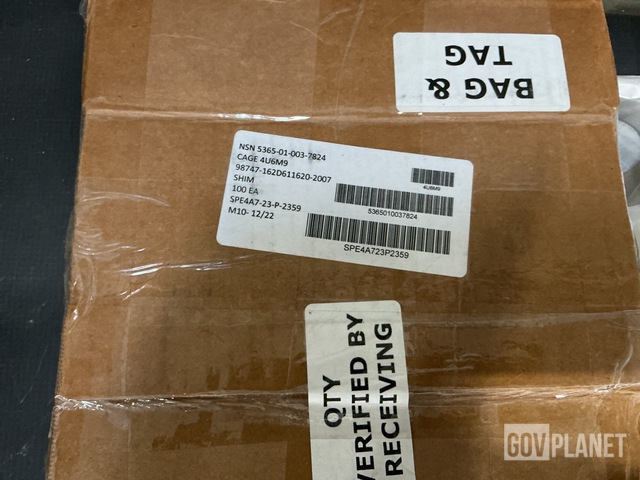 BAG &
TAG
NSN 5365-01-003-7824
CAGE 4U6M9
98747-162D611620-2007
SHIM
100 EA
SPE4A7-23-P-2359
M10- 12/22
4U6M9
5365010037824
SPE4A723P2359
QTY
VERIFIED BY
RECEIVING
GOVPLANET